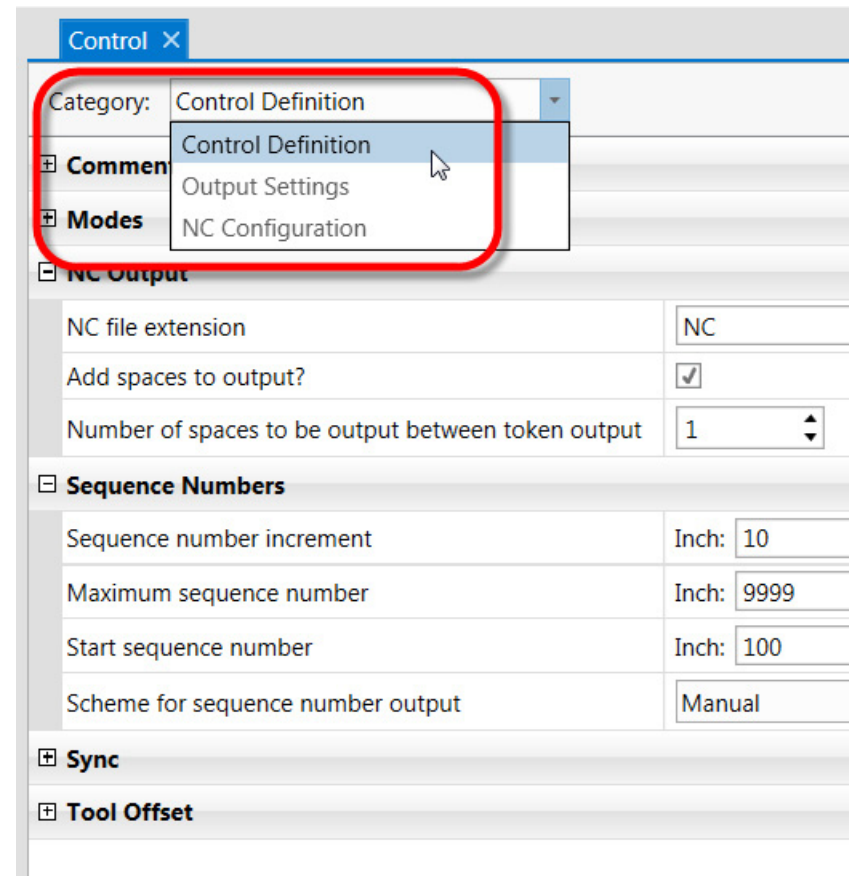 Control
Category: Control Definition
Control Definition
Output Settings
NC Configuration
Commen
Modes
NC Output
NC file extension NC
Add spaces to output?
Number of spaces to be output between token output 1
Sequence Numbers
Sequence number increment Inch: 10
Maximum sequence number Inch: 9999
Start sequence number Inch: 100
Scheme for sequence number output Manual
Sync
Tool Offset